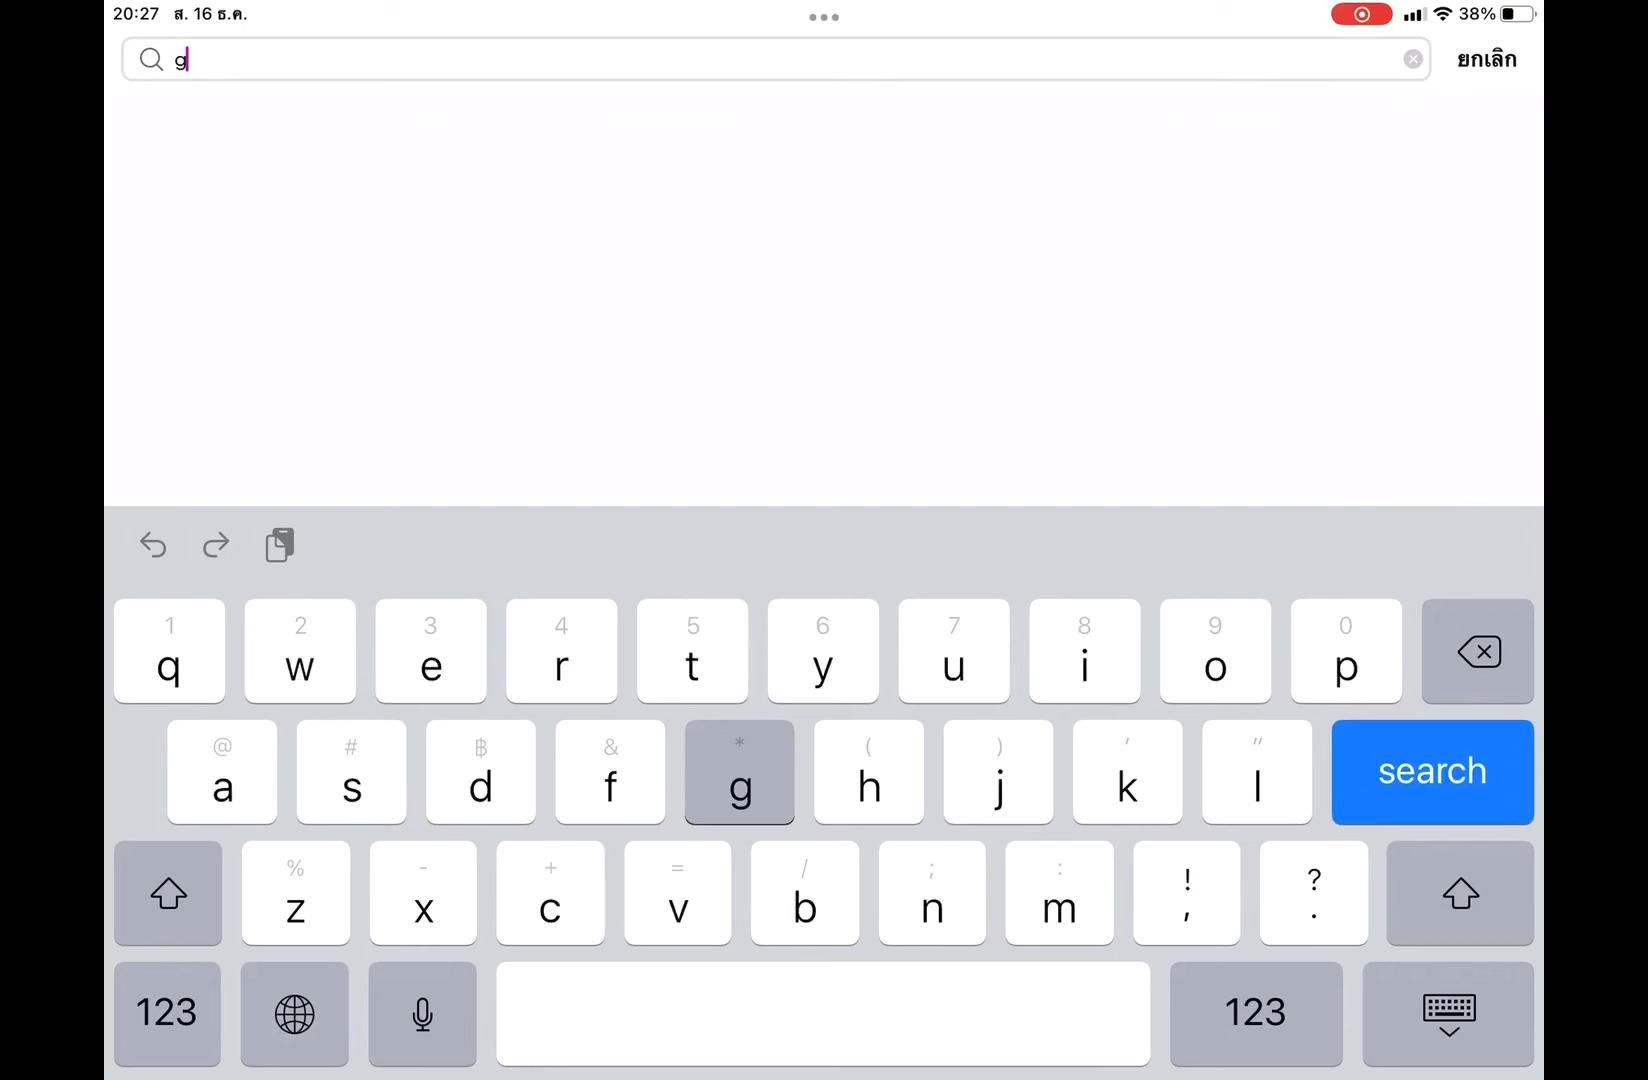 20:27 ส. 16 ธ.ค.
38%
g
ยกเลิก
1 2 3 4 5 6 7 8 9 0
q w e r t y u i o p
@ # ฿ & * ( ) ' "
a s d f g h j k l search
% - + = / ; : ! ?
z x c v b n m , .
123 123